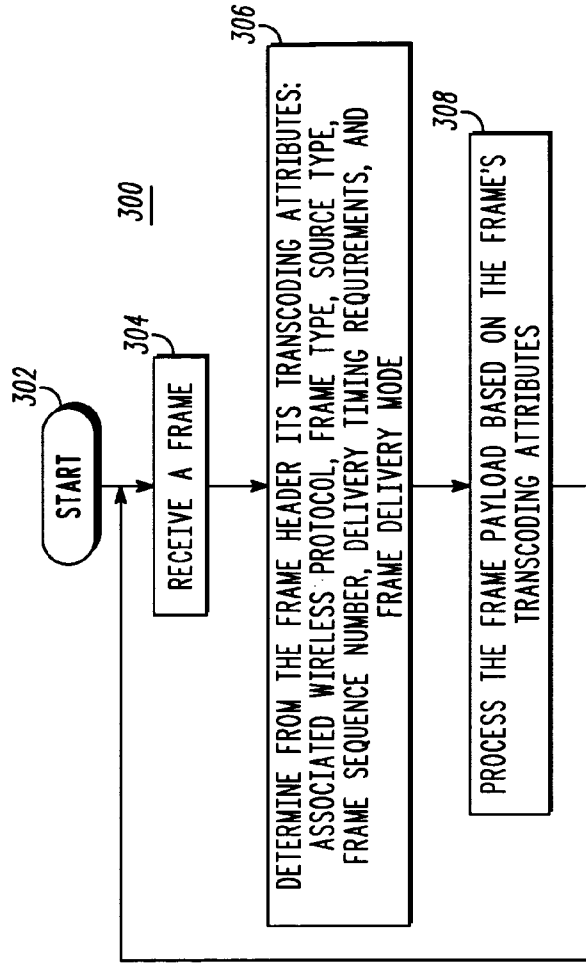 300
302
START
304
RECEIVE A FRAME
306
DETERMINE FROM THE FRAME HEADER ITS TRANSCODING ATTRIBUTES:
ASSOCIATED WIRELESS PROTOCOL, FRAME TYPE, SOURCE TYPE,
FRAME SEQUENCE NUMBER, DELIVERY TIMING REQUIREMENTS, AND
FRAME DELIVERY MODE
308
PROCESS THE FRAME PAYLOAD BASED ON THE FRAME'S
TRANSCODING ATTRIBUTES